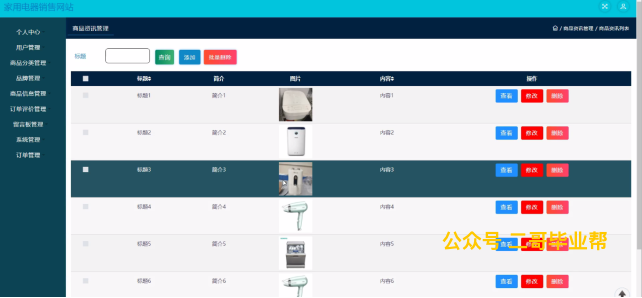 家用电器销售网站
个人中心
用户管理
商品分类管理
品牌管理
商品信息管理
订单评价管理
留言板管理
系统管理
订单管理
商品资讯管理
/ 商品资讯管理 / 商品资讯列表
标题
查询
添加
批量删除
标题 简介 图片 内容 操作
标题1 简介1 内容1 查看 修改 删除
标题2 简介2 内容2 查看 修改 删除
标题3 简介3 内容3 查看 修改 删除
标题4 简介4 内容4 查看 修改 删除
标题5 简介5 内容5 查看 修改 删除
标题6 简介6 内容6 查看 修改 删除
公众号 二哥毕业帮